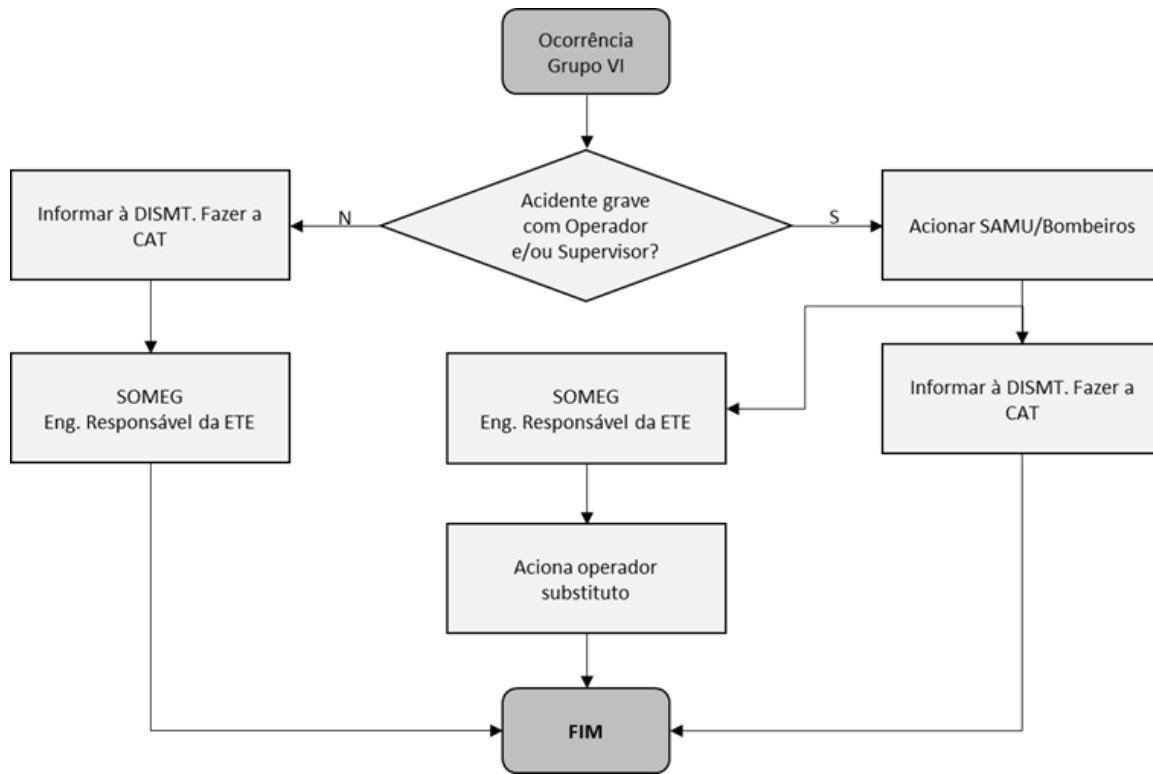 Ocorrência
Grupo VI
Acidente grave
com Operador
e/ou Supervisor?
N
S
Informar à DISMT. Fazer a
CAT
Acionar SAMU/Bombeiros
SOMEG
Eng. Responsável da ETE
SOMEG
Eng. Responsável da ETE
Informar à DISMT. Fazer a
CAT
Aciona operador
substituto
FIM